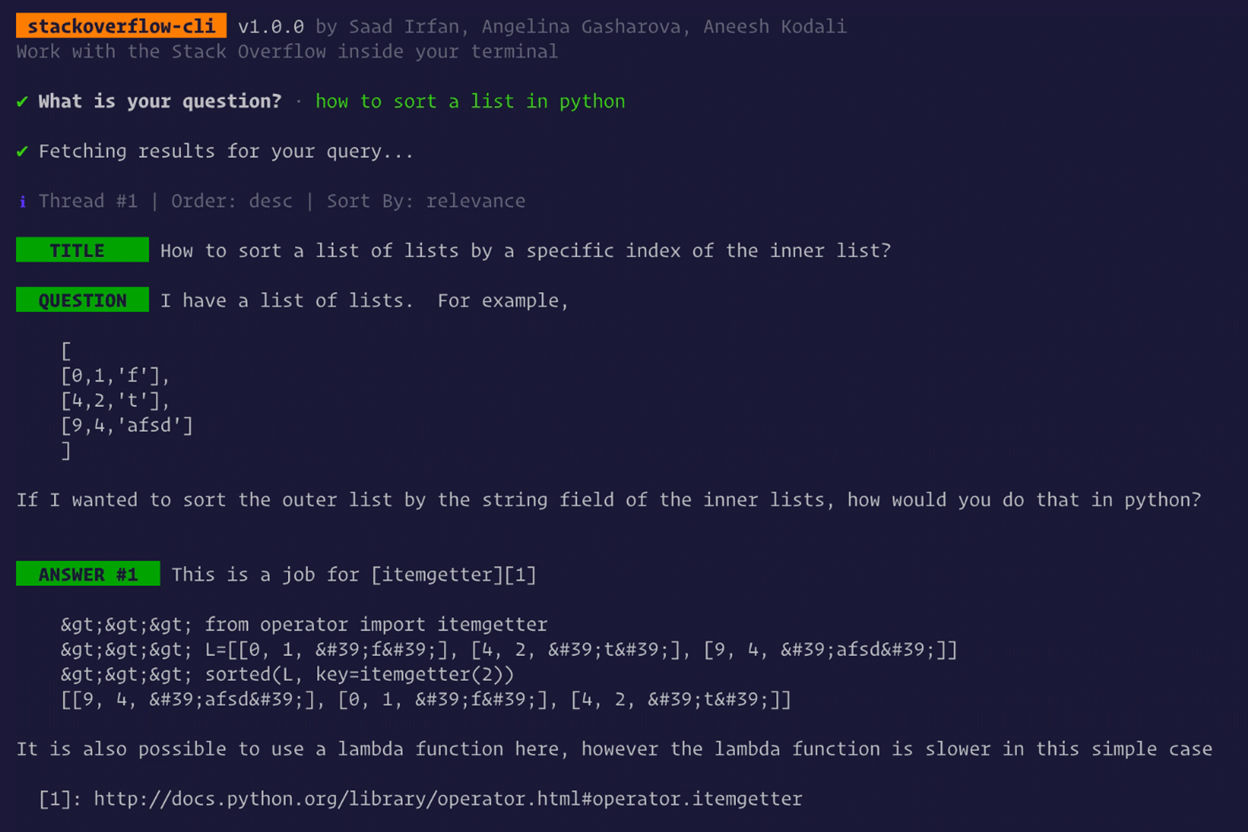 stackoverflow-cli v1.0.0 by Saad Irfan, Angelina Gasharova, Aneesh Kodali
Work with the Stack Overflow inside your terminal
✔ What is your question? · how to sort a list in python
✔ Fetching results for your query...
ℹ Thread #1 | Order: desc | Sort By: relevance
TITLE How to sort a list of lists by a specific index of the inner list?
QUESTION I have a list of lists.  For example,
[
[0,1,'f'],
[4,2,'t'],
[9,4,'afsd']
]
If I wanted to sort the outer list by the string field of the inner lists, how would you do that in python?
ANSWER #1 This is a job for [itemgetter][1]
&gt;&gt;&gt; from operator import itemgetter
&gt;&gt;&gt; L=[[0, 1, &#39;f&#39;], [4, 2, &#39;t&#39;], [9, 4, &#39;afsd&#39;]]
&gt;&gt;&gt; sorted(L, key=itemgetter(2))
[[9, 4, &#39;afsd&#39;], [0, 1, &#39;f&#39;], [4, 2, &#39;t&#39;]]
It is also possible to use a lambda function here, however the lambda function is slower in this simple case
[1]: http://docs.python.org/library/operator.html#operator.itemgetter